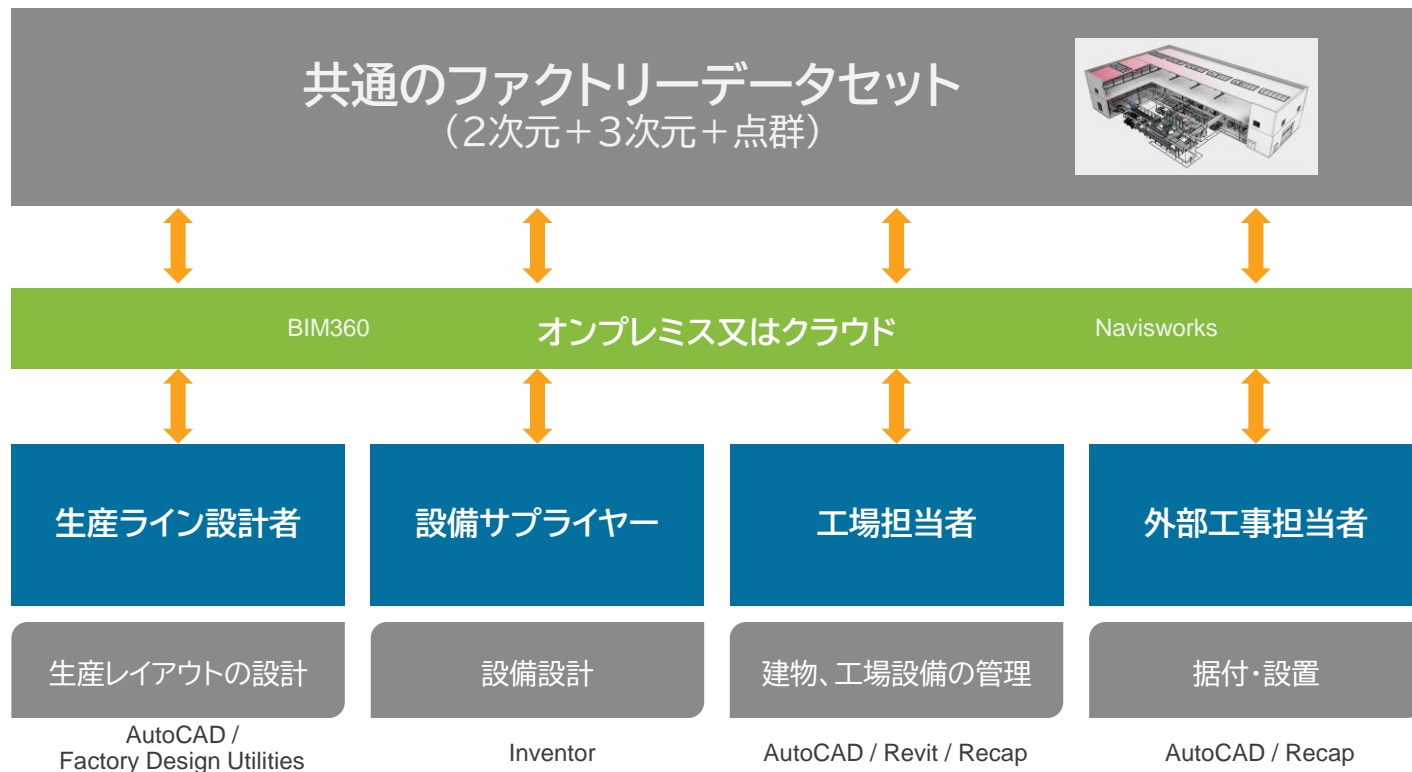 共通のファクトリーデータセット
（2次元＋3次元＋点群）
BIM360
オンプレミス又はクラウド
Navisworks
生産ライン設計者
設備サプライヤー
工場担当者
外部工事担当者
生産レイアウトの設計
設備設計
建物、工場設備の管理
据付・設置
AutoCAD /
Factory Design Utilities
Inventor
AutoCAD / Revit / Recap
AutoCAD / Recap